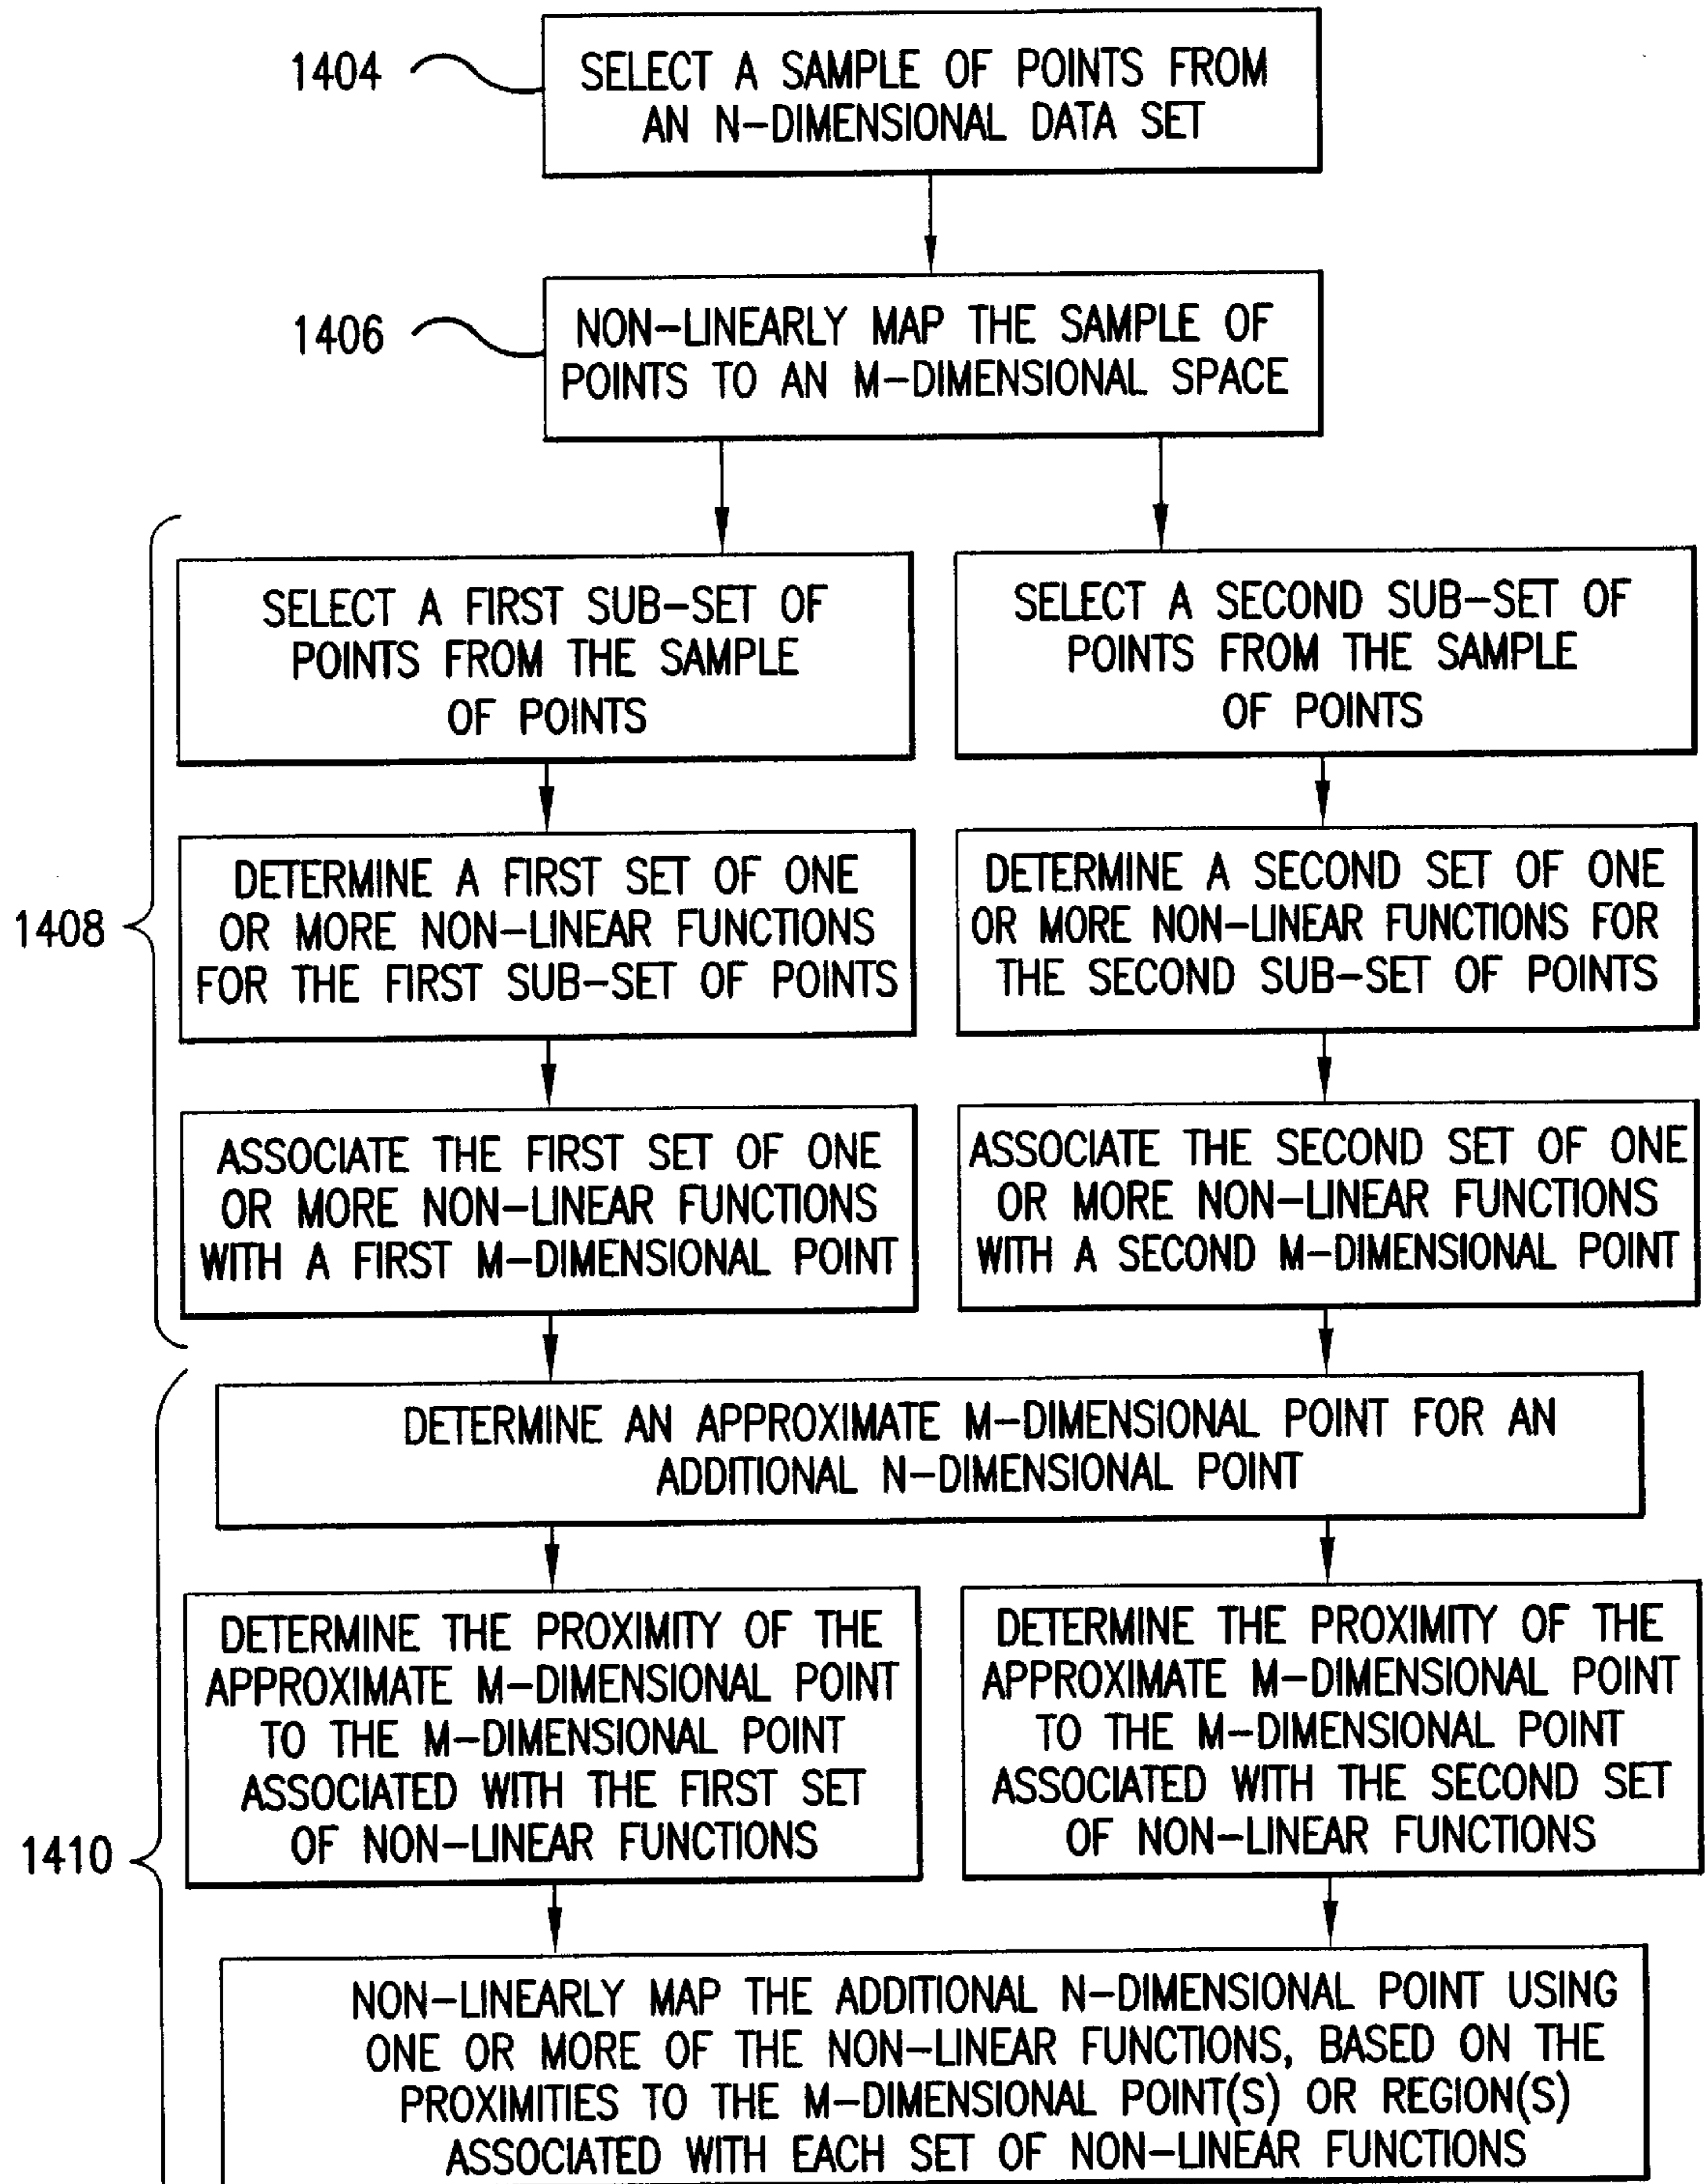 1404
SELECT A SAMPLE OF POINTS FROM
AN N-DIMENSIONAL DATA SET
1406
NON-LINEARLY MAP THE SAMPLE OF
POINTS TO AN M-DIMENSIONAL SPACE
1408
SELECT A FIRST SUB-SET OF
POINTS FROM THE SAMPLE
OF POINTS
SELECT A SECOND SUB-SET OF
POINTS FROM THE SAMPLE
OF POINTS
DETERMINE A FIRST SET OF ONE
OR MORE NON-LINEAR FUNCTIONS
FOR THE FIRST SUB-SET OF POINTS
DETERMINE A SECOND SET OF ONE
OR MORE NON-LINEAR FUNCTIONS FOR
THE SECOND SUB-SET OF POINTS
ASSOCIATE THE FIRST SET OF ONE
OR MORE NON-LINEAR FUNCTIONS
WITH A FIRST M-DIMENSIONAL POINT
ASSOCIATE THE SECOND SET OF ONE
OR MORE NON-LINEAR FUNCTIONS
WITH A SECOND M-DIMENSIONAL POINT
1410
DETERMINE AN APPROXIMATE M-DIMENSIONAL POINT FOR AN
ADDITIONAL N-DIMENSIONAL POINT
DETERMINE THE PROXIMITY OF THE
APPROXIMATE M-DIMENSIONAL POINT
TO THE M-DIMENSIONAL POINT
ASSOCIATED WITH THE FIRST SET
OF NON-LINEAR FUNCTIONS
DETERMINE THE PROXIMITY OF THE
APPROXIMATE M-DIMENSIONAL POINT
TO THE M-DIMENSIONAL POINT
ASSOCIATED WITH THE SECOND SET
OF NON-LINEAR FUNCTIONS
NON-LINEARLY MAP THE ADDITIONAL N-DIMENSIONAL POINT USING
ONE OR MORE OF THE NON-LINEAR FUNCTIONS, BASED ON THE
PROXIMITIES TO THE M-DIMENSIONAL POINT(S) OR REGION(S)
ASSOCIATED WITH EACH SET OF NON-LINEAR FUNCTIONS